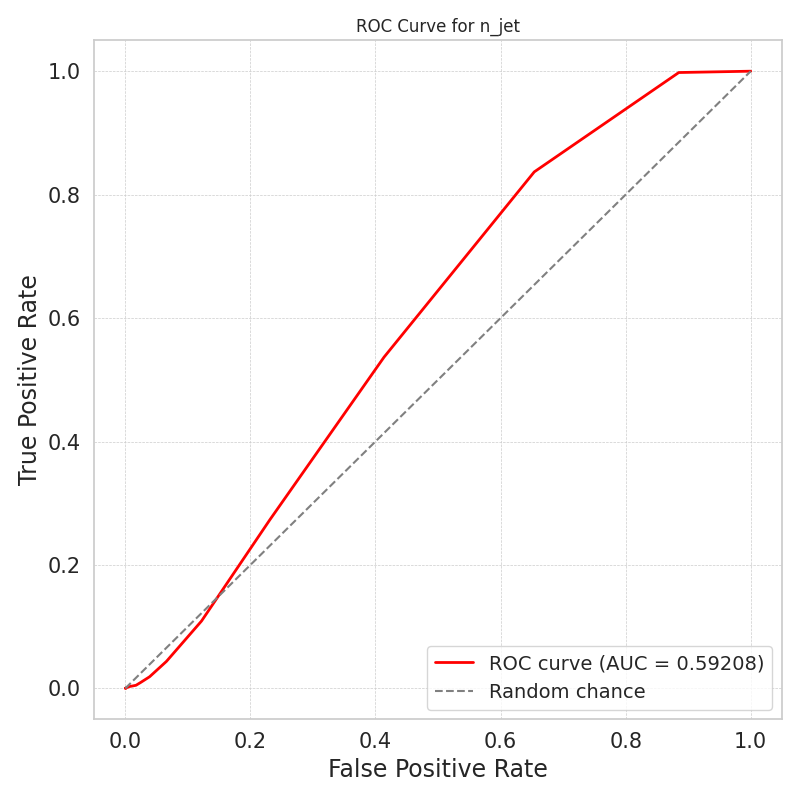 ROC Curve for n_jet
True Positive Rate
1.0
0.8
0.6
0.4
0.2
0.0
ROC curve (AUC = 0.59208)
Random chance
0.0 0.2 0.4 0.6 0.8 1.0
False Positive Rate